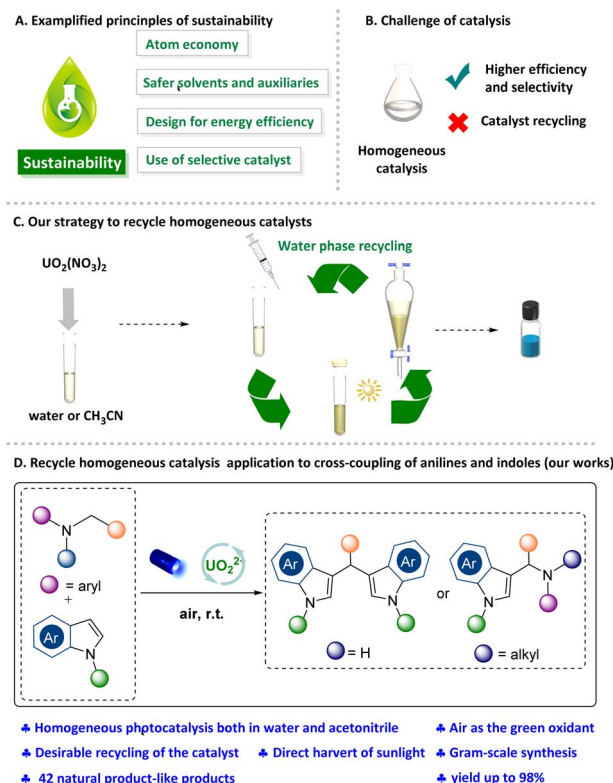 A. Examplified princinples of sustainability
Atom economy
Safer solvents and auxiliaries
Design for energy efficiency
Sustainability
Use of selective catalyst
B. Challenge of catalysis
Higher efficiency
and selectivity
Catalyst recycling
Homogeneous
catalysis
C. Our strategy to recycle homogeneous catalysts
UO2(NO3)2
water or CH3CN
Water phase recycling
D. Recycle homogeneous catalysis application to cross-coupling of anilines and indoles (our works)
N
= aryl
+
Ar
N
UO2²⁻
air, r.t.
Ar
Ar
N
N
= H
or
Ar
N
N
= alkyl
♣ Homogeneous photocatalysis both in water and acetonitrile
♣ Air as the green oxidant
♣ Desirable recycling of the catalyst
♣ Direct harvert of sunlight
♣ Gram-scale synthesis
♣ 42 natural product-like products
♣ yield up to 98%